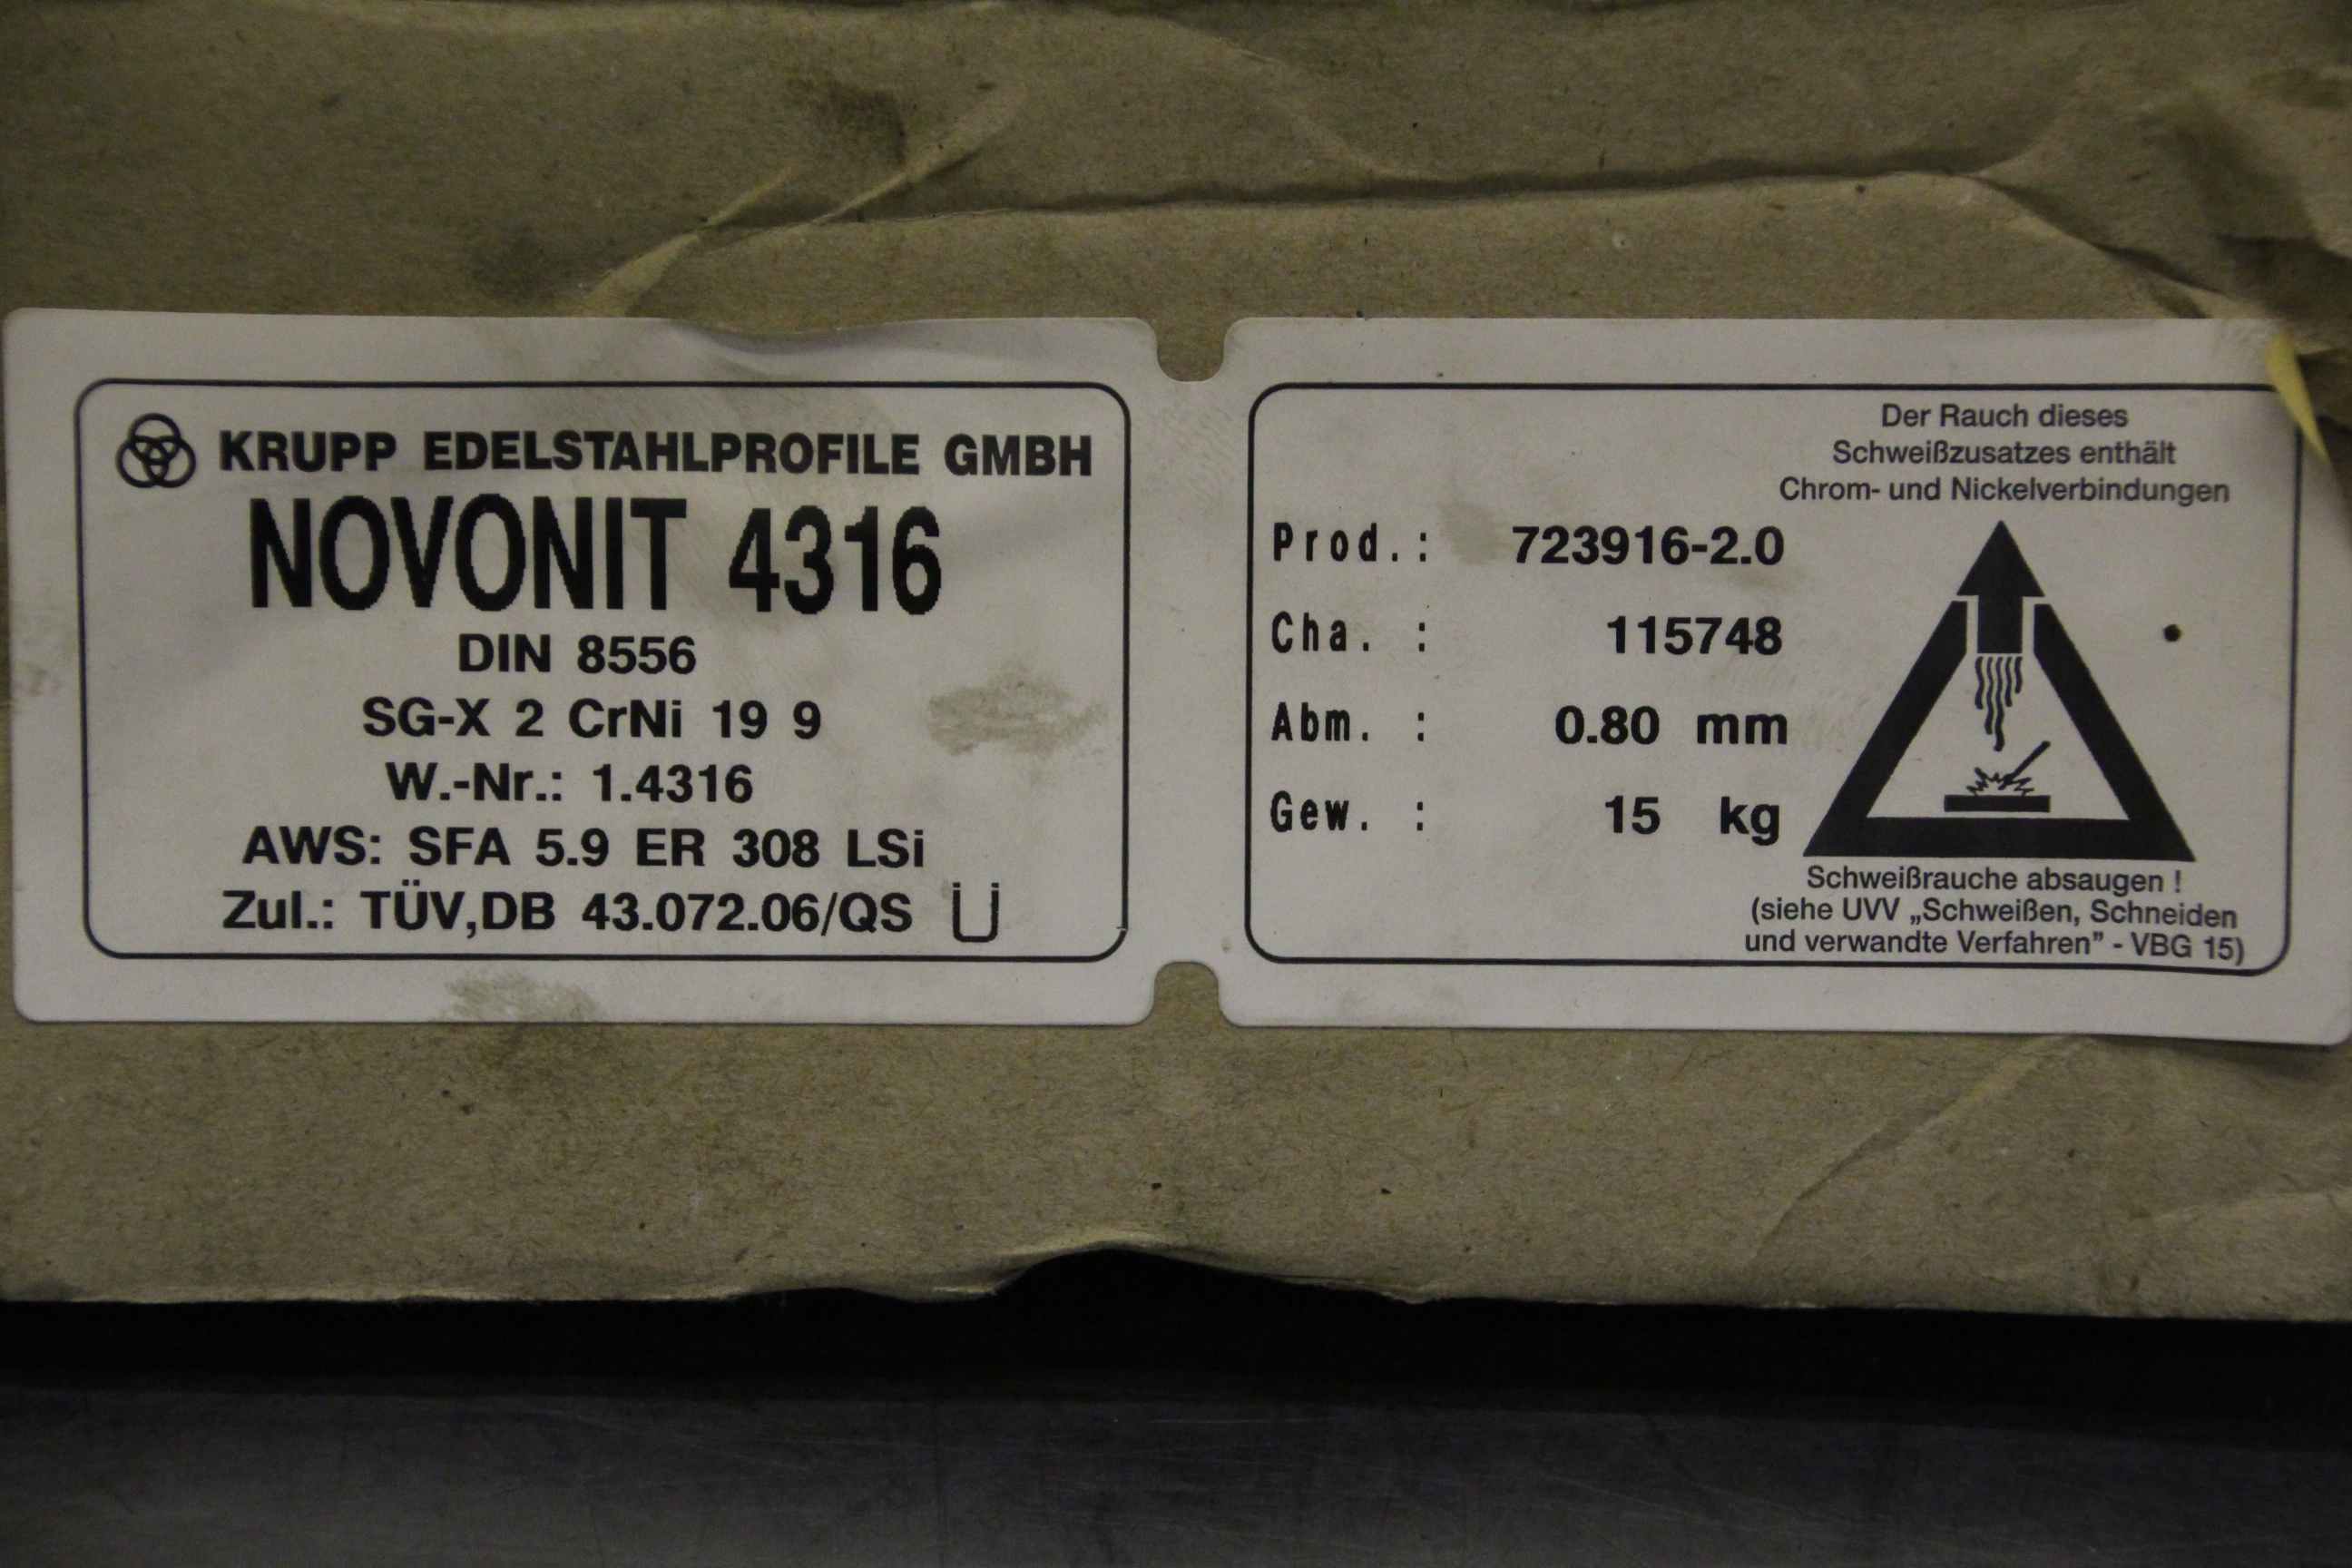 KRUPP EDELSTAHLPROFILE GMBH
NOVONIT 4316
DIN 8556
SG-X 2 CrNi 19 9
W.-Nr.: 1.4316
AWS: SFA 5.9 ER 308 LSi
Zul.: TÜV,DB 43.072.06/QS Ü
Der Rauch dieses
Schweißzusatzes enthält
Chrom- und Nickelverbindungen
Prod.: 723916-2.0
Cha. : 115748
Abm. : 0.80 mm
Gew. : 15 kg
Schweißrauche absaugen !
(siehe UVV „Schweißen, Schneiden
und verwandte Verfahren” - VBG 15)